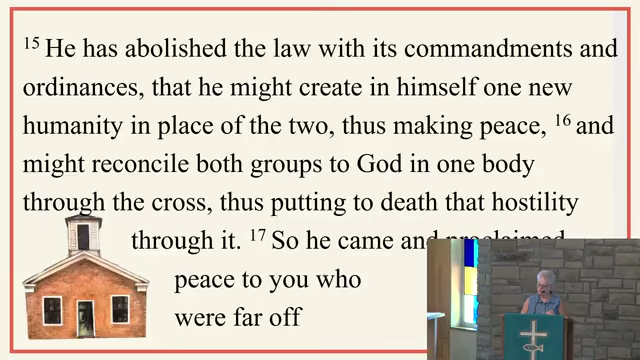 15 He has abolished the law with its commandments and
ordinances, that he might create in himself one new
humanity in place of the two, thus making peace, 16 and
might reconcile both groups to God in one body
through the cross, thus putting to death that hostility
through it. 17 So he came and proclaimed
peace to you who
were far off